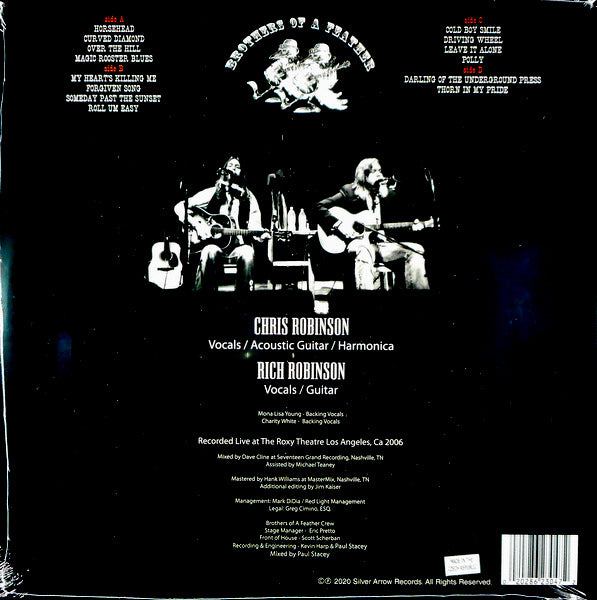 side A
HORSEHEAD
CURVED DIAMOND
OVER THE HILL
MAGIC ROOSTER BLUES
side B
MY HEART'S KILLING ME
FORGIVEN SONG
SOMEDAY PAST THE SUNSET
ROLL UM EASY
BROTHERS OF A FEATHER
side C
COLD BOY SMILE
DRIVING WHEEL
LEAVE IT ALONE
POLLY
side D
DARLING OF THE UNDERGROUND PRESS
THORN IN MY PRIDE
CHRIS ROBINSON
Vocals / Acoustic Guitar / Harmonica
RICH ROBINSON
Vocals / Guitar
Mona Lisa Young - Backing Vocals
Charity White - Backing Vocals
Recorded Live at The Roxy Theatre Los Angeles, Ca 2006
Mixed by Dave Cline at Seventeen Grand Recording, Nashville, TN
Assisted by Michael Teaney
Mastered by Hank Williams at MasterMix, Nashville, TN
Additional editing by Jim Kaiser
Management: Mark DiDia / Red Light Management
Legal: Greg Cimino, ESQ.
Brothers of A Feather Crew
Stage Manager - Eric Pretto
Front of House - Scott Scherban
Recording & Engineering - Kevin Harp & Paul Stacey
Mixed by Paul Stacey
MADE IN THE
CZECH REPUBLIC
©℗ 2020 Silver Arrow Records. All Rights Reserved.